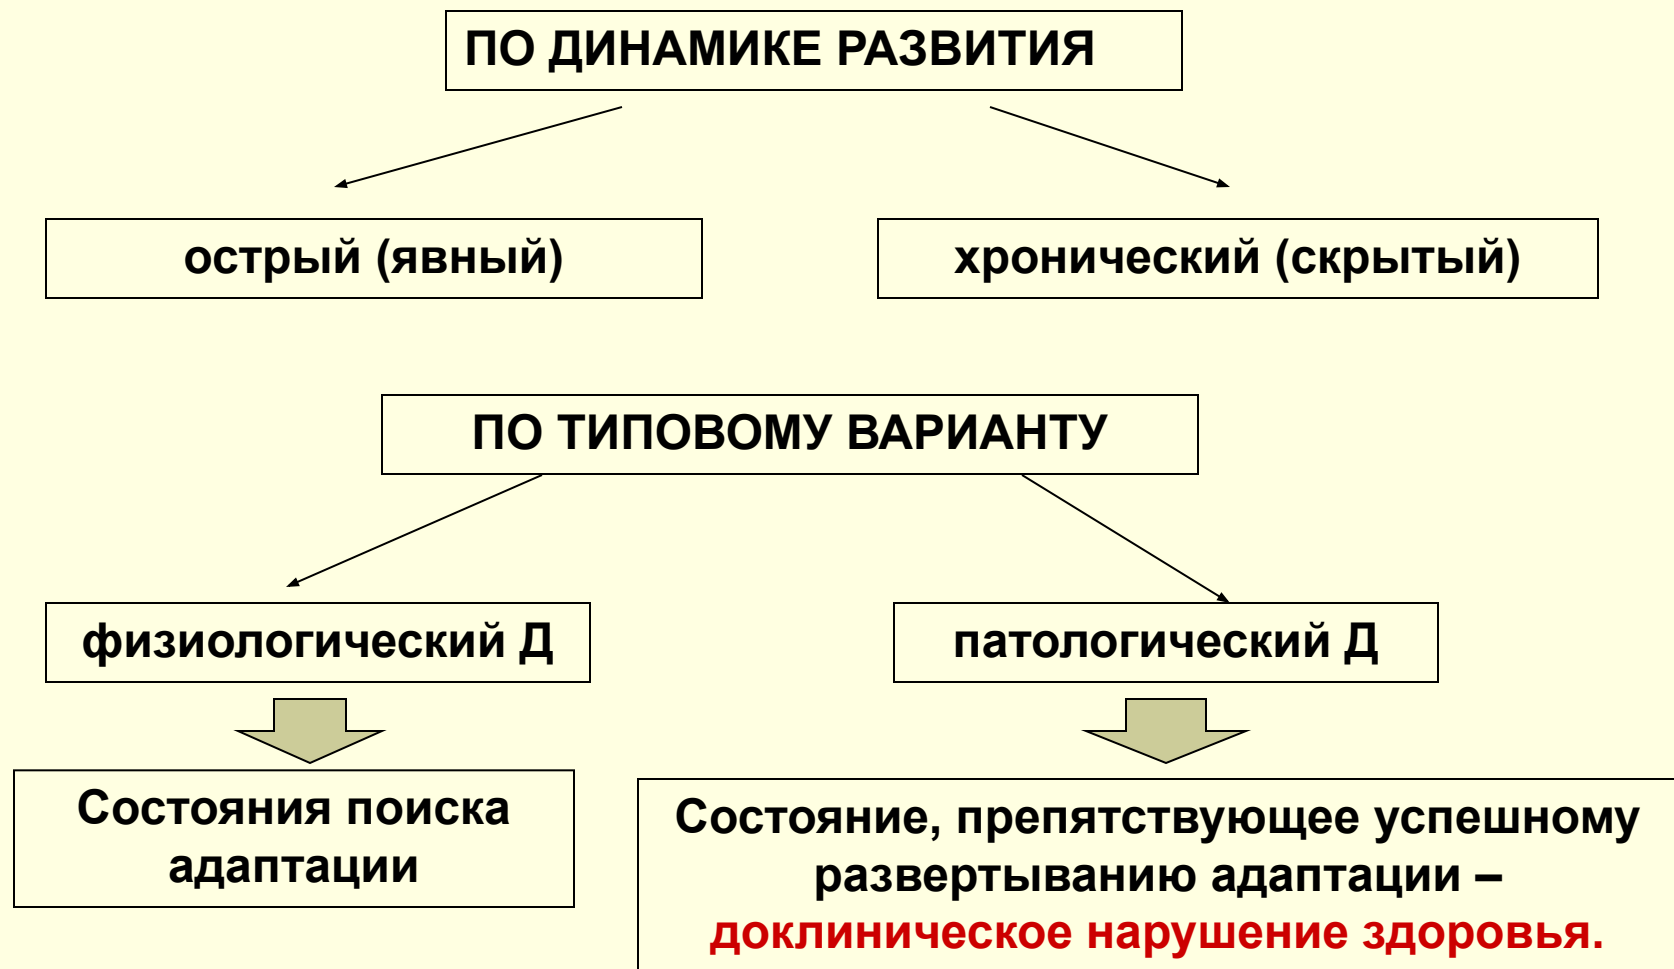 ПО ДИНАМИКЕ РАЗВИТИЯ
острый (явный)
хронический (скрытый)
ПО ТИПОВОМУ ВАРИАНТУ
физиологический Д
патологический Д
Состояния поиска
адаптации
Состояние, препятствующее успешному
развертыванию адаптации –
доклиническое нарушение здоровья.